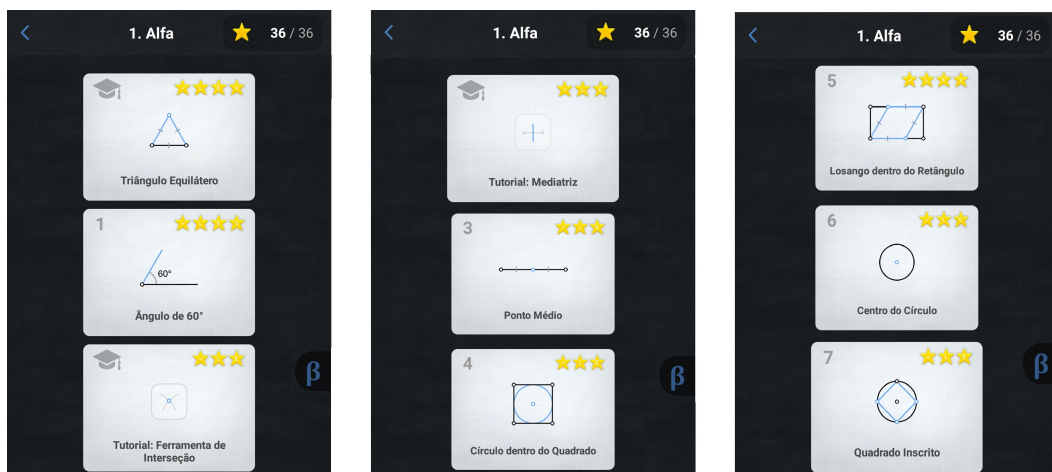 1. Alfa
36 / 36
Triângulo Equilátero
1
60°
Ângulo de 60°
Tutorial: Ferramenta de
Interseção
β
1. Alfa
36 / 36
Tutorial: Mediatriz
3
Ponto Médio
4
Círculo dentro do Quadrado
β
1. Alfa
36 / 36
5
Losango dentro do Retângulo
6
Centro do Círculo
7
Quadrado Inscrito
β